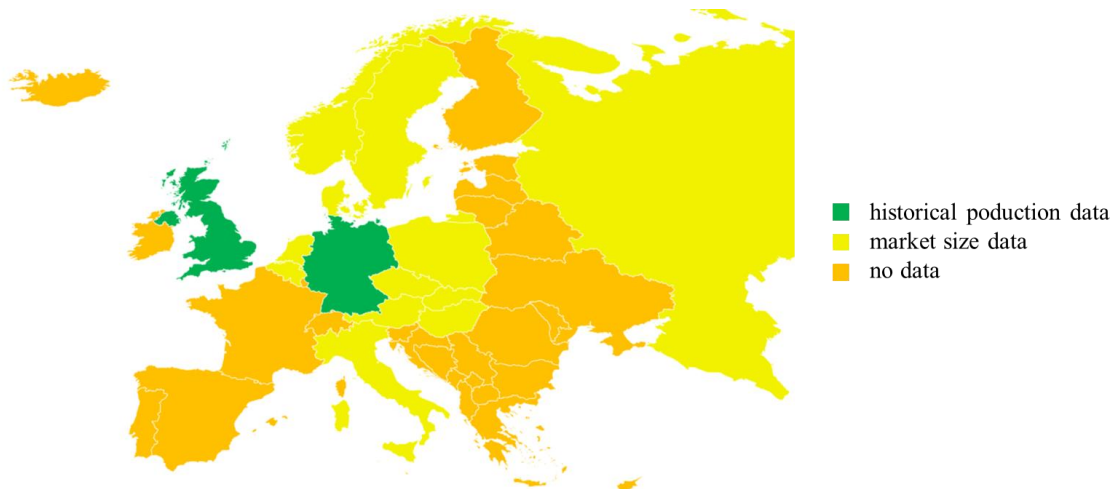 historical poduction data
market size data
no data